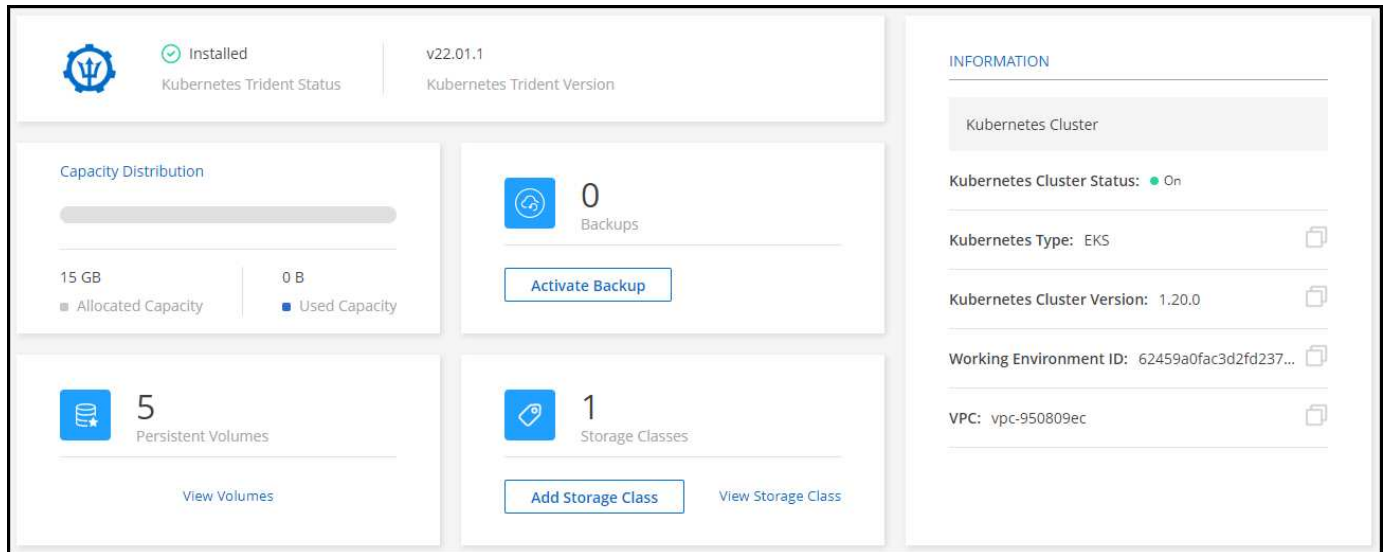 Installed
Kubernetes Trident Status
v22.01.1
Kubernetes Trident Version
Capacity Distribution
15 GB
Allocated Capacity
0 B
Used Capacity
0
Backups
Activate Backup
5
Persistent Volumes
View Volumes
1
Storage Classes
Add Storage Class
View Storage Class
INFORMATION
Kubernetes Cluster
Kubernetes Cluster Status: On
Kubernetes Type: EKS
Kubernetes Cluster Version: 1.20.0
Working Environment ID: 62459a0fac3d2fd237...
VPC: vpc-950809ec